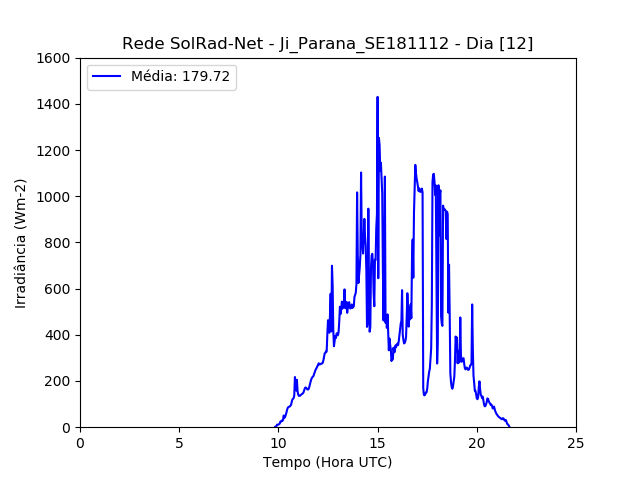 Rede SolRad-Net - Ji_Parana_SE181112 - Dia [12]
Média: 179.72
Irradiância (Wm-2)
1600
1400
1200
1000
800
600
400
200
0
0 5 10 15 20 25
Tempo (Hora UTC)